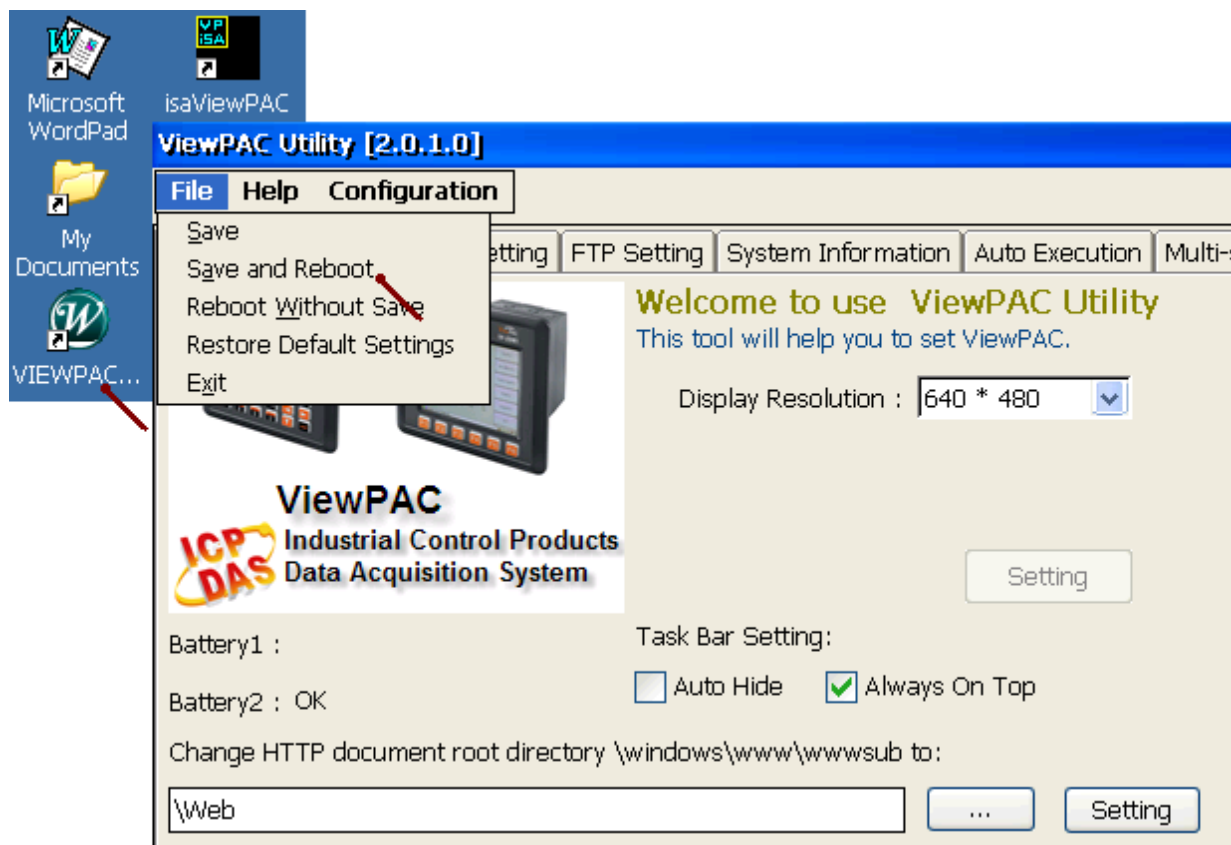 VP
iSA
Microsoft
WordPad
isaViewPAC
My
Documents
VIEWPAC...
ViewPAC Utility [2.0.1.0]
File Help Configuration
Save
Save and Reboot
Reboot Without Save
Restore Default Settings
Exit
etting FTP Setting System Information Auto Execution Multi-
Welcome to use ViewPAC Utility
This tool will help you to set ViewPAC.
Display Resolution : 640 * 480
ViewPAC
ICP DAS
Industrial Control Products
Data Acquisition System
Setting
Battery1 :
Battery2 : OK
Task Bar Setting:
Auto Hide Always On Top
Change HTTP document root directory \windows\www\wwwsub to:
\Web ... Setting